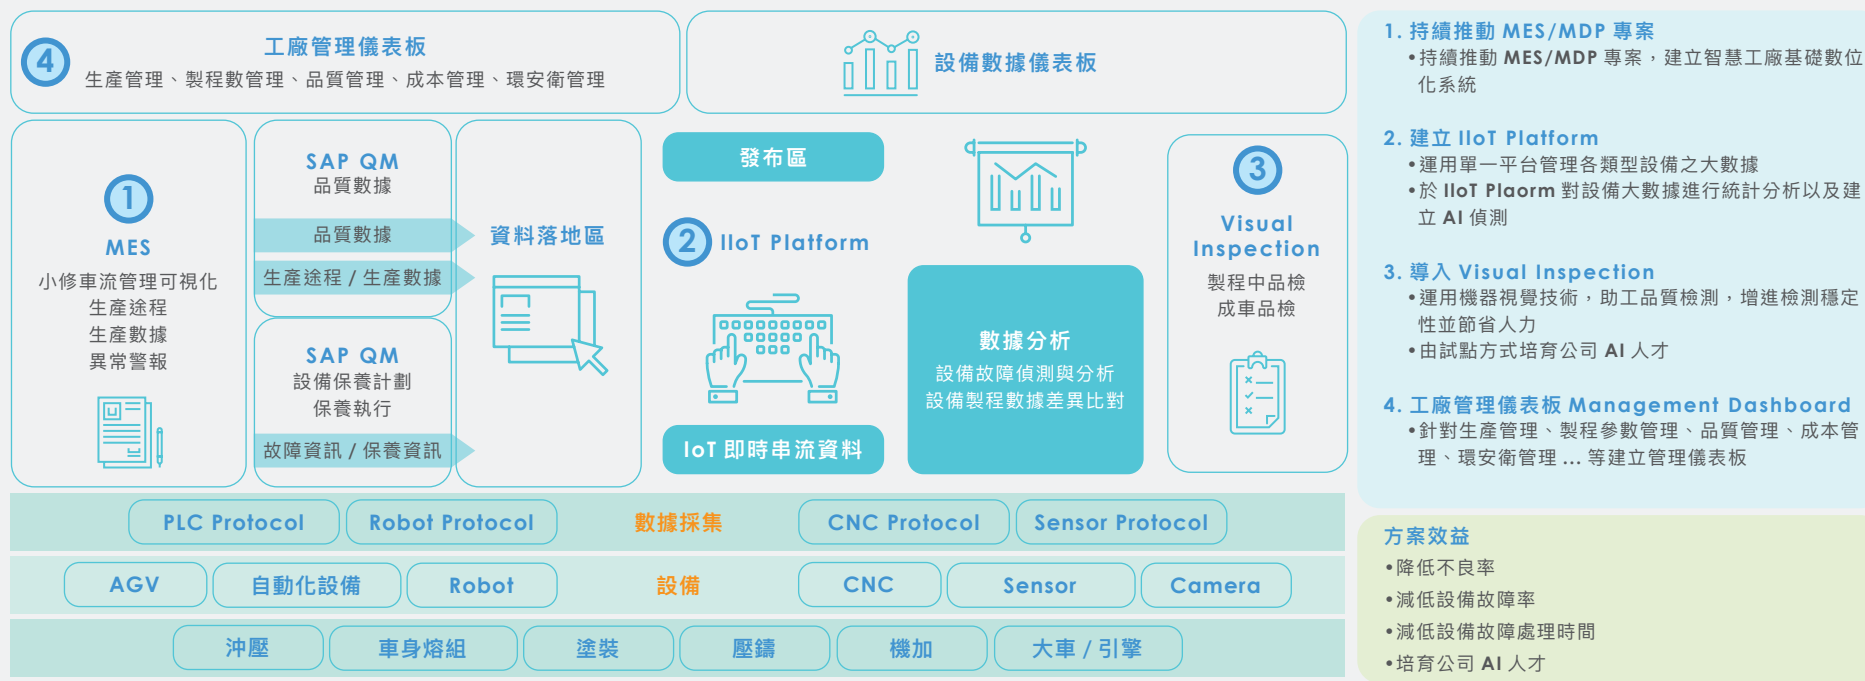 4
工廠管理儀表板
生產管理、製程數管理、品質管理、成本管理、環安衛管理
設備數據儀表板
1
MES
小修車流管理可視化
生產途程
生產數據
異常警報
SAP QM
品質數據
品質數據
生產途程 / 生產數據
SAP QM
設備保養計劃
保養執行
故障資訊 / 保養資訊
資料落地區
發布區
2 IIoT Platform
IoT 即時串流資料
數據分析
設備故障偵測與分析
設備製程數據差異比對
3
Visual
Inspection
製程中品檢
成車品檢
PLC Protocol
Robot Protocol
數據採集
CNC Protocol
Sensor Protocol
AGV
自動化設備
Robot
設備
CNC
Sensor
Camera
沖壓
車身熔組
塗裝
壓鑄
機加
大車 / 引擎
1. 持續推動 MES/MDP 專案
•持續推動 MES/MDP 專案，建立智慧工廠基礎數位
化系統
2. 建立 IIoT Platform
•運用單一平台管理各類型設備之大數據
•於 IIoT Plaorm 對設備大數據進行統計分析以及建
立 AI 偵測
3. 導入 Visual Inspection
•運用機器視覺技術，助工品質檢測，增進檢測穩定
性並節省人力
•由試點方式培育公司 AI 人才
4. 工廠管理儀表板 Management Dashboard
•針對生產管理、製程參數管理、品質管理、成本管
理、環安衛管理 ... 等建立管理儀表板
方案效益
•降低不良率
•減低設備故障率
•減低設備故障處理時間
•培育公司 AI 人才